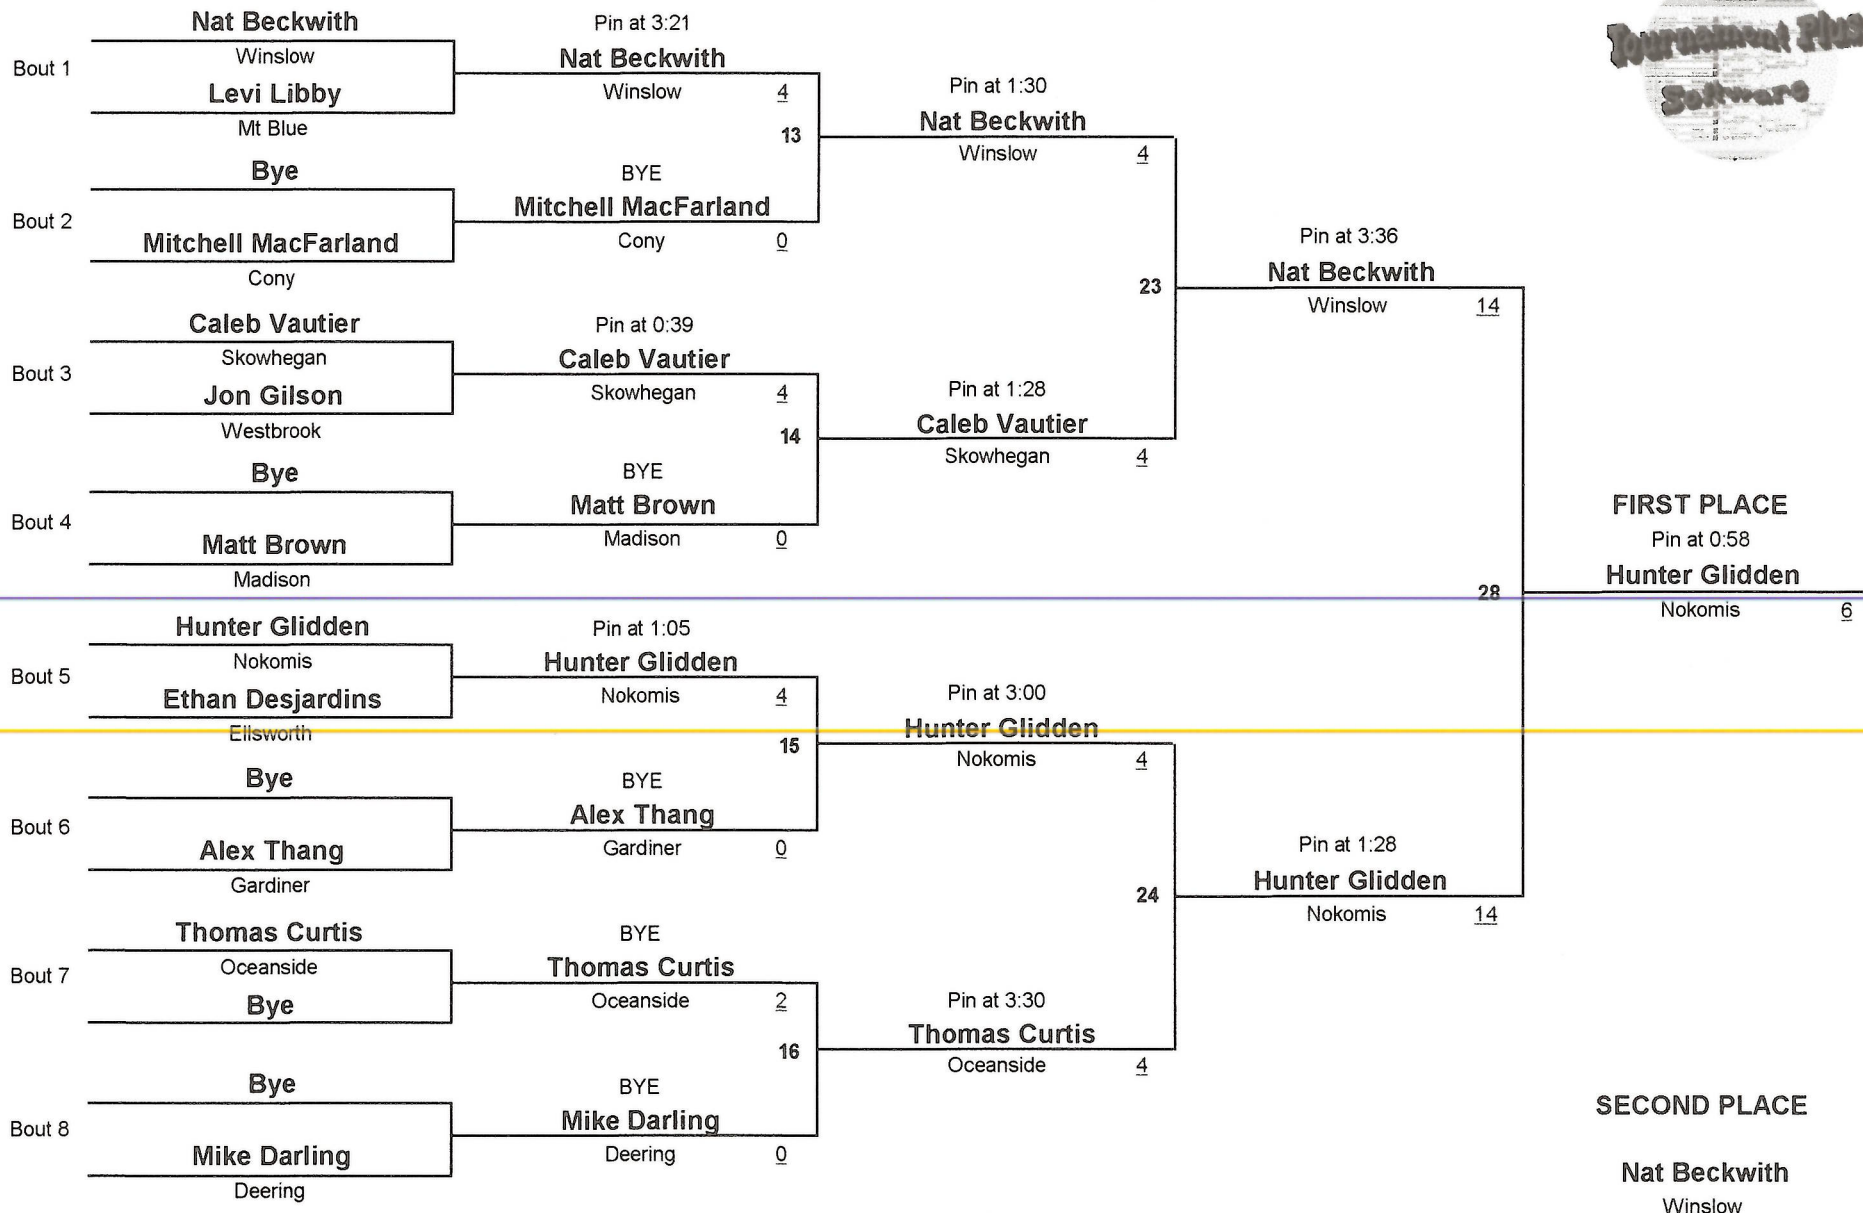 Tournament Plus
Software
Bout 1
Nat Beckwith
Winslow
Levi Libby
Mt Blue
Bout 2
Bye
Mitchell MacFarland
Cony
Bout 3
Caleb Vautier
Skowhegan
Jon Gilson
Westbrook
Bout 4
Bye
Matt Brown
Madison
Bout 5
Hunter Glidden
Nokomis
Ethan Desjardins
Ellsworth
Bout 6
Bye
Alex Thang
Gardiner
Bout 7
Thomas Curtis
Oceanside
Bye
Bout 8
Bye
Mike Darling
Deering
Pin at 3:21
Nat Beckwith
Winslow 4
13
BYE
Mitchell MacFarland
Cony 0
Pin at 0:39
Caleb Vautier
Skowhegan 4
14
BYE
Matt Brown
Madison 0
Pin at 1:05
Hunter Glidden
Nokomis 4
15
BYE
Alex Thang
Gardiner 0
BYE
Thomas Curtis
Oceanside 2
16
BYE
Mike Darling
Deering 0
Pin at 1:30
Nat Beckwith
Winslow 4
23
Pin at 1:28
Caleb Vautier
Skowhegan 4
Pin at 3:00
Hunter Glidden
Nokomis 4
24
Pin at 3:30
Thomas Curtis
Oceanside 4
Pin at 3:36
Nat Beckwith
Winslow 14
28
Pin at 1:28
Hunter Glidden
Nokomis 14
FIRST PLACE
Pin at 0:58
Hunter Glidden
Nokomis 6
SECOND PLACE
Nat Beckwith
Winslow